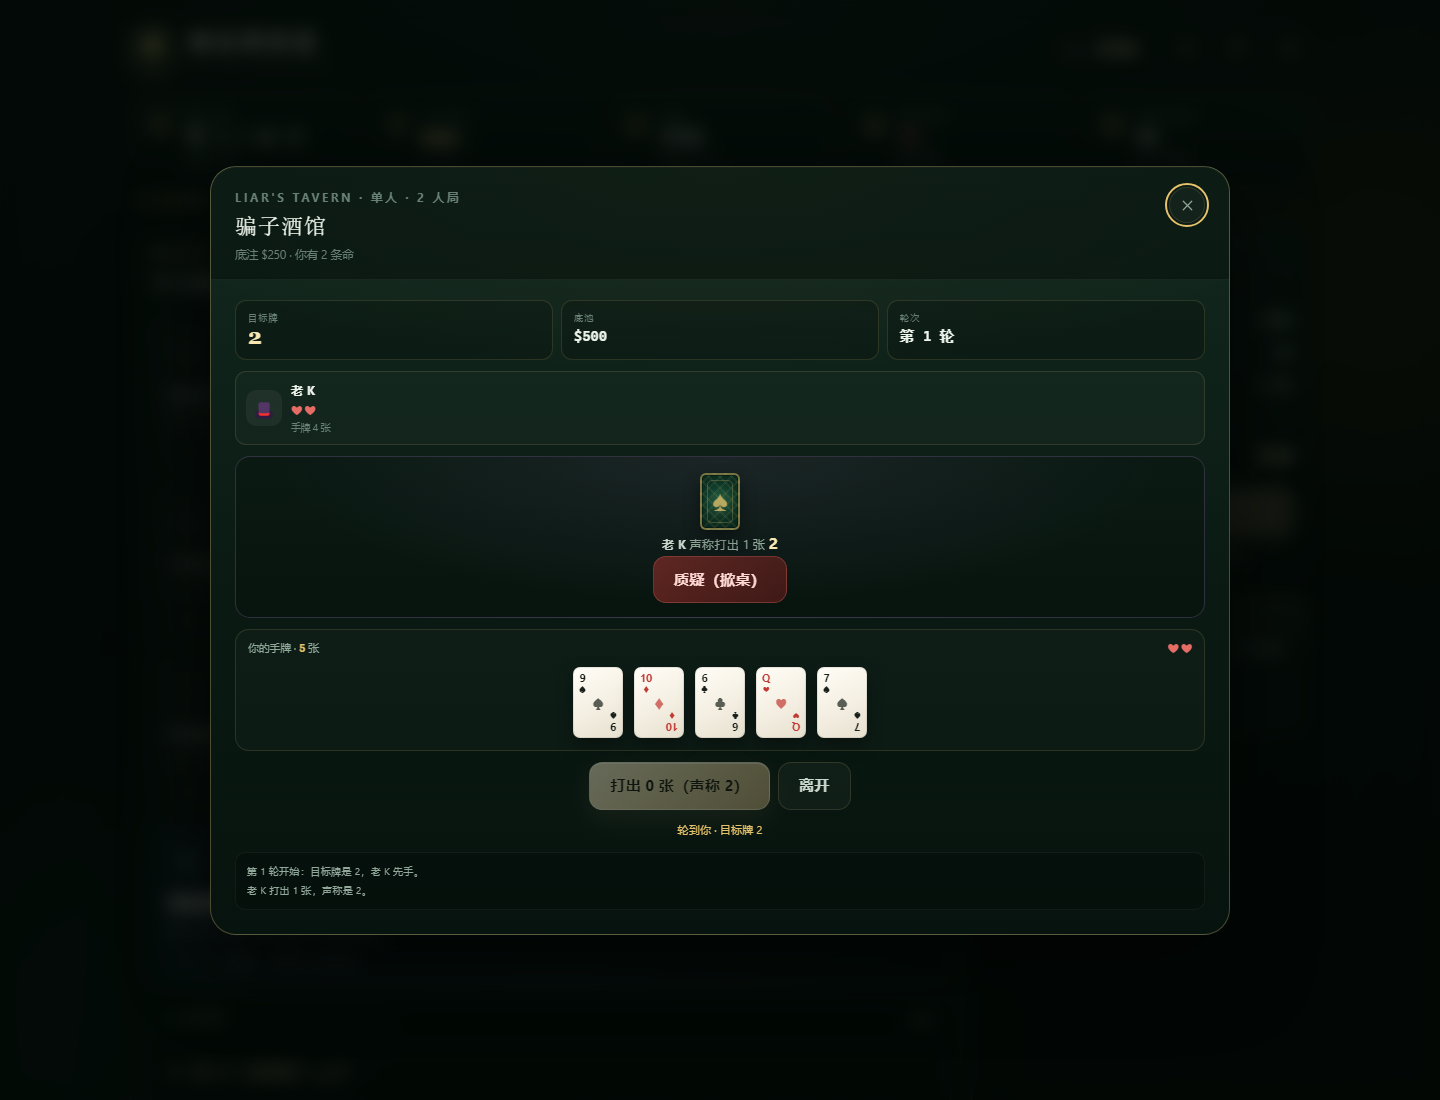 LIAR'S TAVERN · 单人 · 2 人局
骗子酒馆
底注 $250 · 你有 2 条命
目标牌
2
底池
$500
轮次
第 1 轮
老 K
手牌 4 张
老 K 声称打出 1 张 2
质疑（掀桌）
你的手牌 · 5 张
9 10 6 Q 7
9 10 6 Q 7
打出 0 张（声称 2）
离开
轮到你 · 目标牌 2
第 1 轮开始：目标牌是 2，老 K 先手。
老 K 打出 1 张，声称是 2。